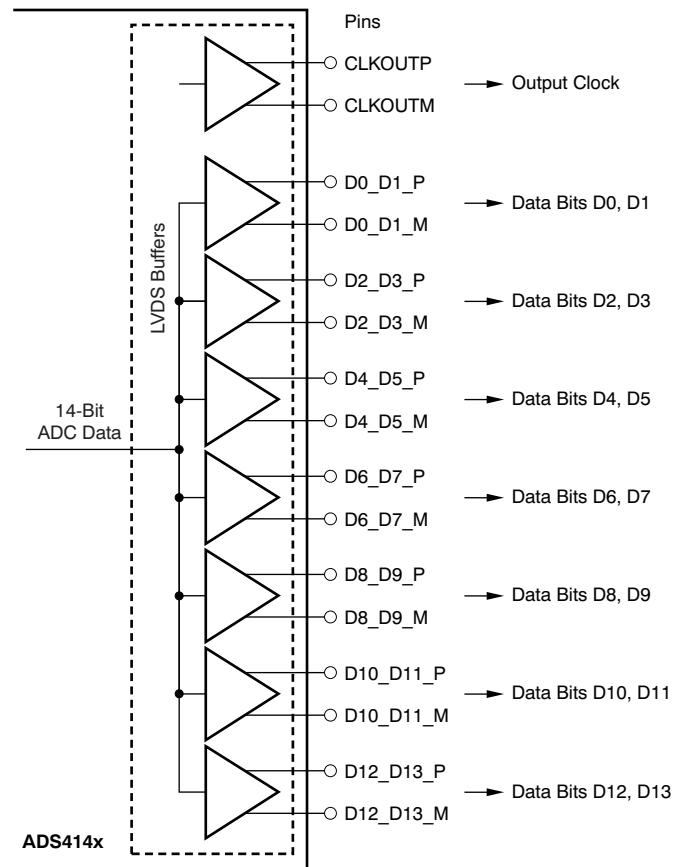 Pins
CLKOUTP
CLKOUTM
Output Clock
LVDS Buffers
D0_D1_P
D0_D1_M
Data Bits D0, D1
D2_D3_P
D2_D3_M
Data Bits D2, D3
D4_D5_P
D4_D5_M
Data Bits D4, D5
14-Bit
ADC Data
D6_D7_P
D6_D7_M
Data Bits D6, D7
D8_D9_P
D8_D9_M
Data Bits D8, D9
D10_D11_P
D10_D11_M
Data Bits D10, D11
D12_D13_P
D12_D13_M
Data Bits D12, D13
ADS414x